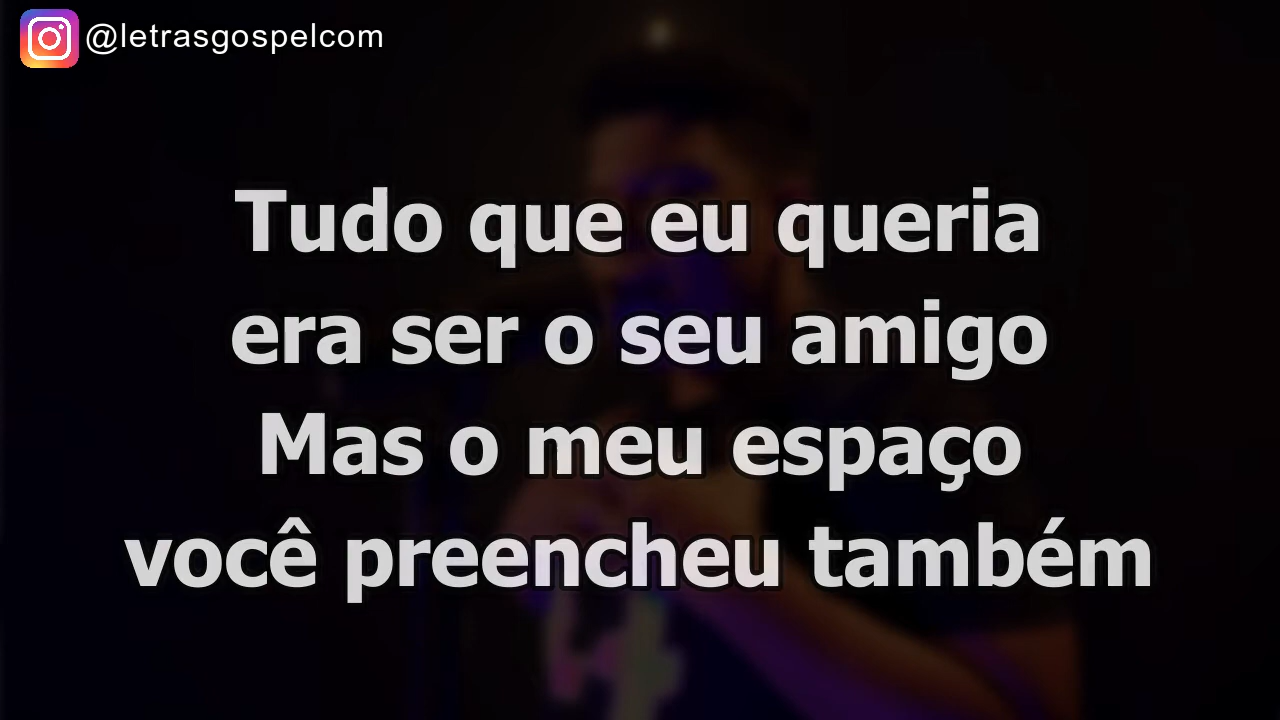 @letrasgospelcom
Tudo que eu queria
era ser o seu amigo
Mas o meu espaço
você preencheu também